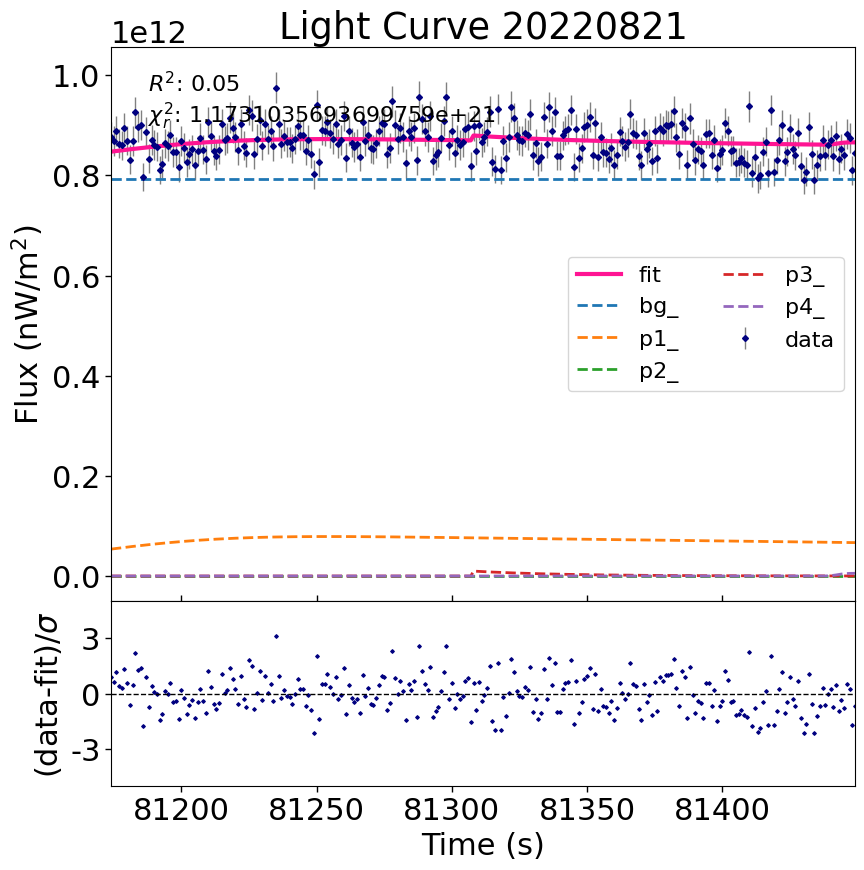 Light Curve 20220821
1e12
R²: 0.05
χ²ₙ: 1.1731035693699759e+21
1.0
0.8
0.6
0.4
0.2
0.0
Flux (nW/m²)
fit
bg_
p1_
p2_
p3_
p4_
data
3
0
-3
(data-fit)/σ
81200 81250 81300 81350 81400
Time (s)